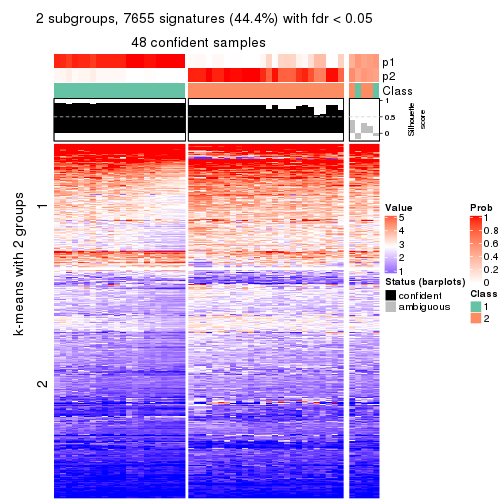 2 subgroups, 7655 signatures (44.4%) with fdr < 0.05
48 confident samples
p1
p2
Class
1
0.5
0
Silhouette
score
k-means with 2 groups
1
2
Value
5
4
3
2
1
Status (barplots)
confident
ambiguous
Prob
1
0.8
0.6
0.4
0.2
0
Class
1
2